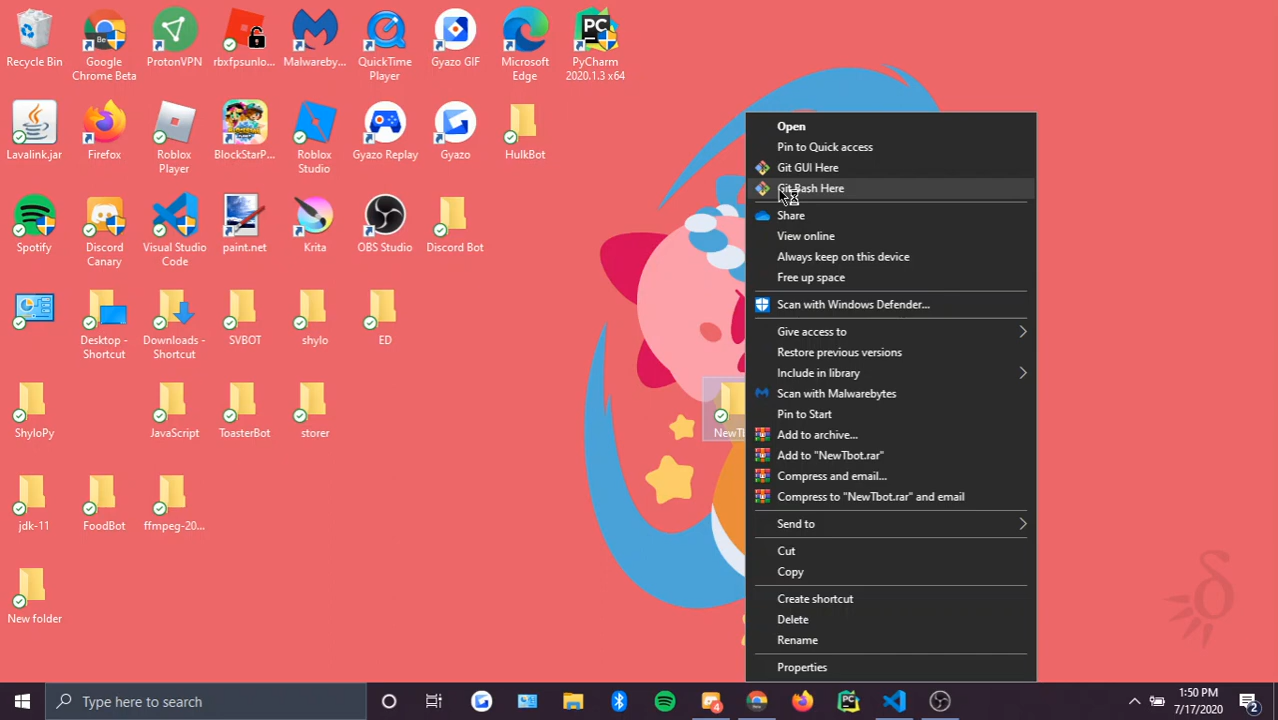 Recycle Bin
Google Chrome Beta
ProtonVPN
rbxfpsunlo...
Malwareby...
QuickTime Player
Gyazo GIF
Microsoft Edge
PyCharm 2020.1.3 x64
Lavalink.jar
Firefox
Roblox Player
BlockStarP...
Roblox Studio
Gyazo Replay
Gyazo
HulkBot
Spotify
Discord Canary
Visual Studio Code
paint.net
Krita
OBS Studio
Discord Bot
Desktop - Shortcut
Downloads - Shortcut
SVBOT
shylo
ED
ShyloPy
JavaScript
ToasterBot
storer
jdk-11
FoodBot
ffmpeg-20...
New folder
Open
Pin to Quick access
Git GUI Here
Git Bash Here
Share
View online
Always keep on this device
Free up space
Scan with Windows Defender...
Give access to
Restore previous versions
Include in library
Scan with Malwarebytes
Pin to Start
Add to archive...
Add to "NewTbot.rar"
Compress and email...
Compress to "NewTbot.rar" and email
Send to
Cut
Copy
Create shortcut
Delete
Rename
Properties
Type here to search
4
1:50 PM
7/17/2020
2